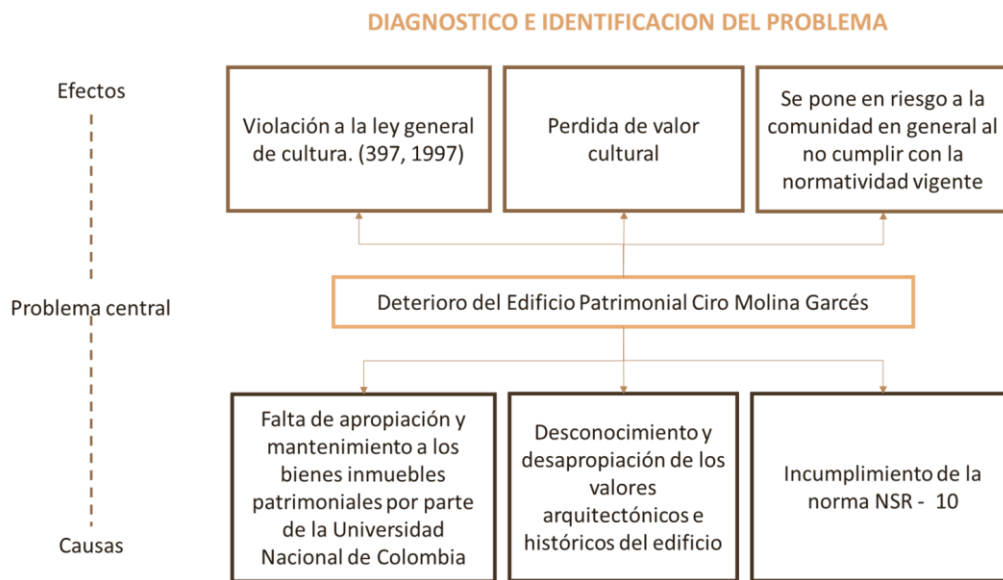 DIAGNOSTICO E IDENTIFICACION DEL PROBLEMA
Efectos
Violación a la ley general
de cultura. (397, 1997)
Perdida de valor
cultural
Se pone en riesgo a la
comunidad en general al
no cumplir con la
normatividad vigente
Problema central
Deterioro del Edificio Patrimonial Ciro Molina Garcés
Falta de apropiación y
mantenimiento a los
bienes inmuebles
patrimoniales por parte
de la Universidad
Nacional de Colombia
Desconocimiento y
desapropiación de los
valores
arquitectónicos e
históricos del edificio
Incumplimiento de la
norma NSR - 10
Causas